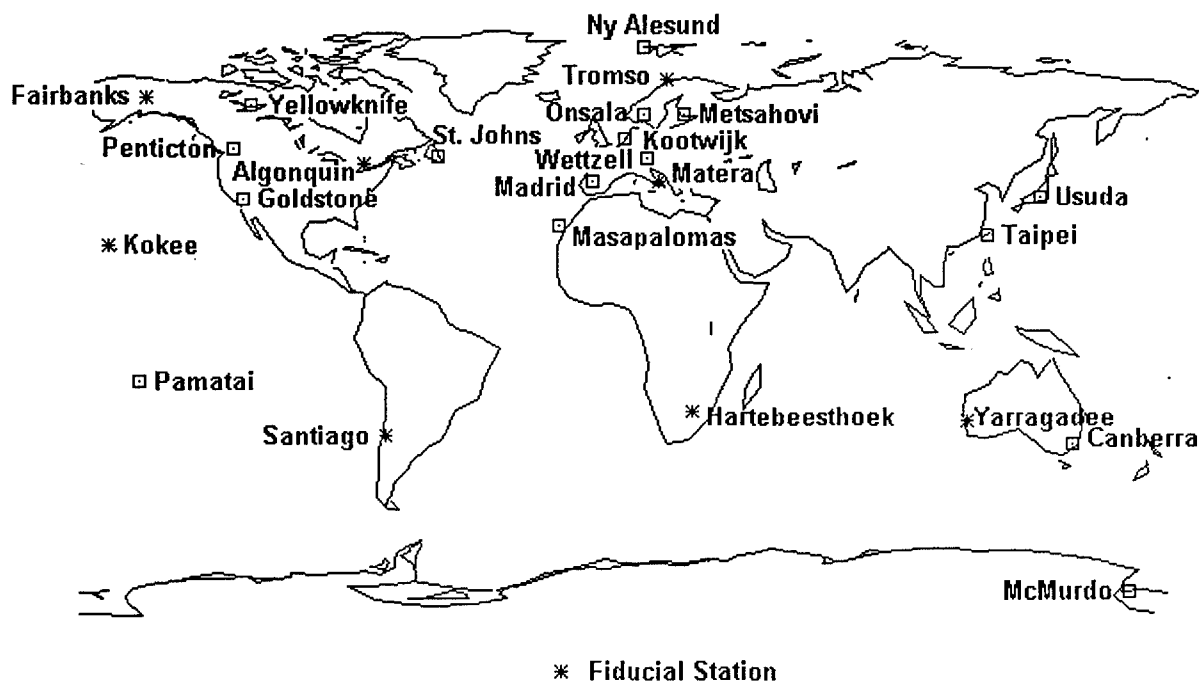 Ny Alesund
Tromso
Fairbanks
Yellowknife
Onsala
Metsahovi
St. Johns
Kootwijk
Penticton
Algonquin
Wettzell
Matera
Madrid
Goldstone
Usuda
Kokee
Masapalomas
Taipei
Pamatai
Hartebeesthoek
Yarragadee
Santiago
Canberra
McMurdo
* Fiducial Station